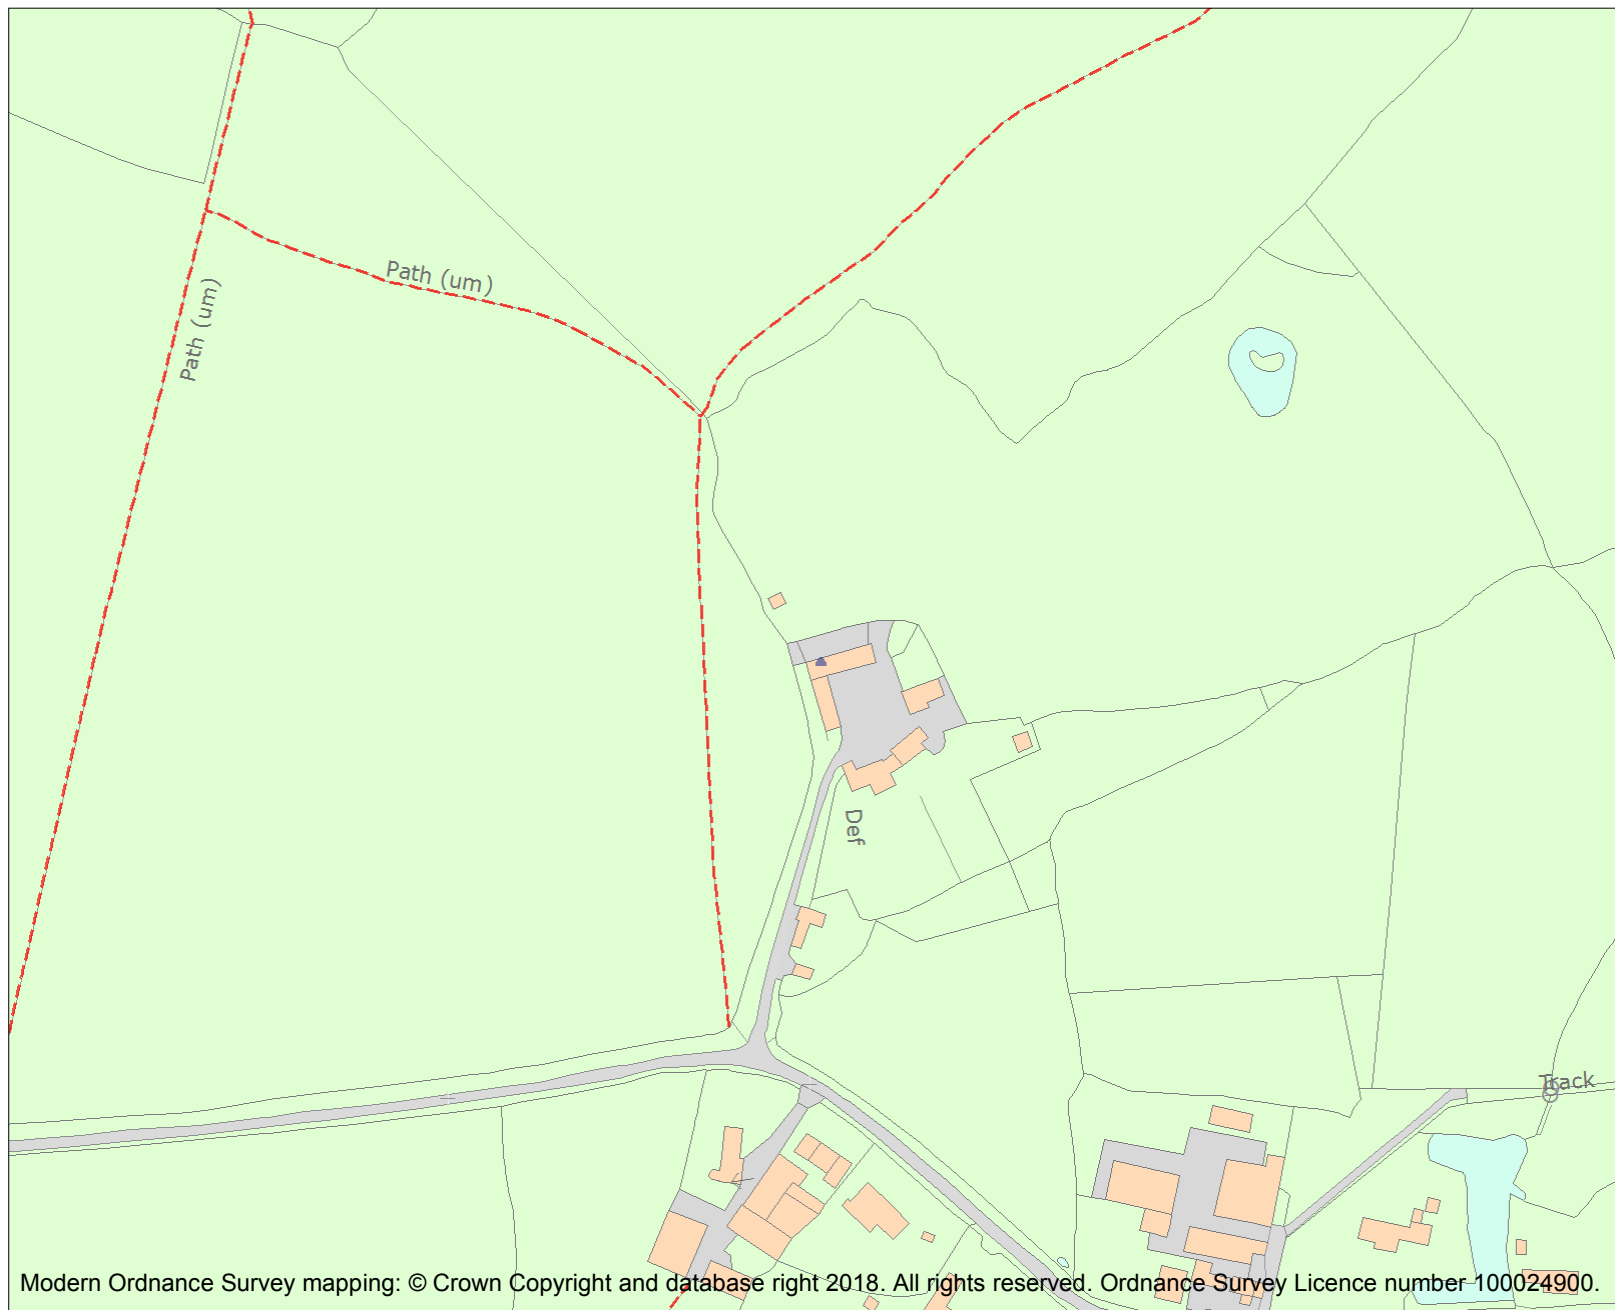 Path (um)
Path (um)
Def
Track
Modern Ordnance Survey mapping: © Crown Copyright and database right 2018. All rights reserved. Ordnance Survey Licence number 100024900.